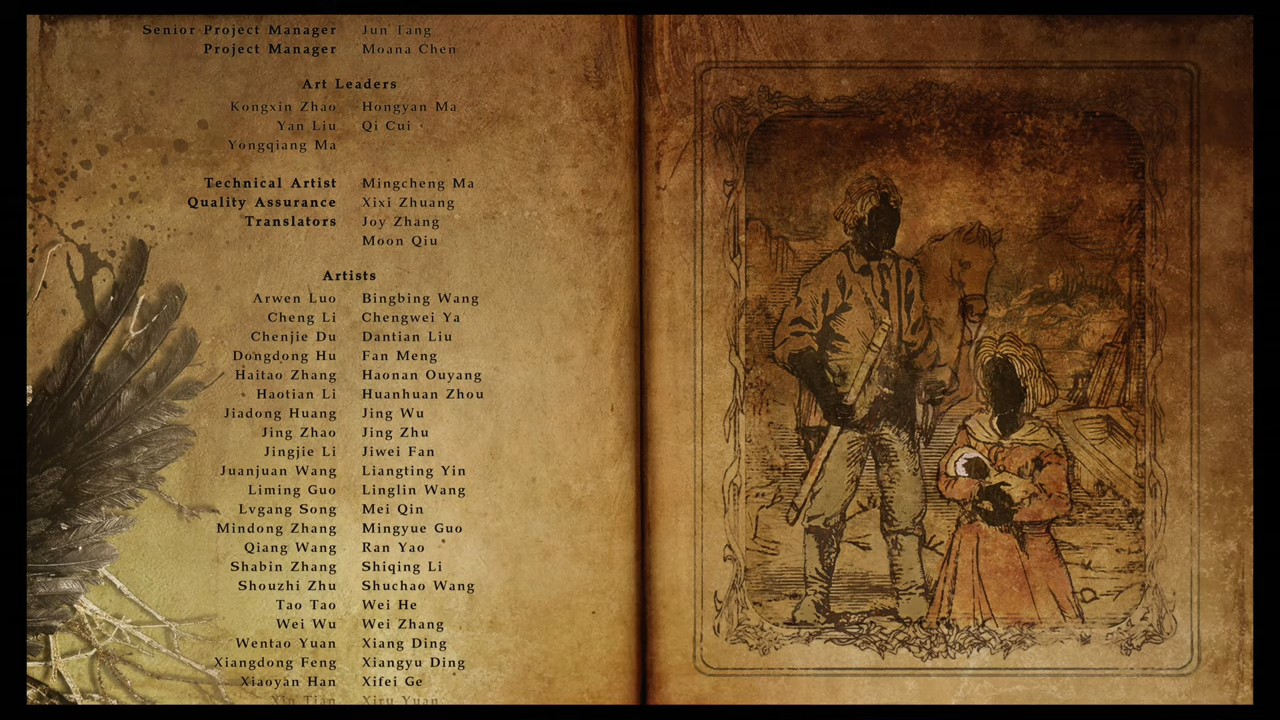 Senior Project Manager Jun Tang
Project Manager Moana Chen
Art Leaders
Kongxin Zhao Hongyan Ma
Yan Liu Qi Cui
Yongqiang Ma
Technical Artist Mingcheng Ma
Quality Assurance Xixi Zhuang
Translators Joy Zhang
Moon Qiu
Artists
Arwen Luo Bingbing Wang
Cheng Li Chengwei Ya
Chenjie Du Dantian Liu
Dongdong Hu Fan Meng
Haitao Zhang Haonan Ouyang
Haotian Li Huanhuan Zhou
Jiadong Huang Jing Wu
Jing Zhao Jing Zhu
Jingjie Li Jiwei Fan
Juanjuan Wang Liangting Yin
Liming Guo Linglin Wang
Lvgang Song Mei Qin
Mindong Zhang Mingyue Guo
Qiang Wang Ran Yao
Shabin Zhang Shiqing Li
Shouzhi Zhu Shuchao Wang
Tao Tao Wei He
Wei Wu Wei Zhang
Wentao Yuan Xiang Ding
Xiangdong Feng Xiangyu Ding
Xiaoyan Han Xifei Ge
Xin Tian Xiru Yuan